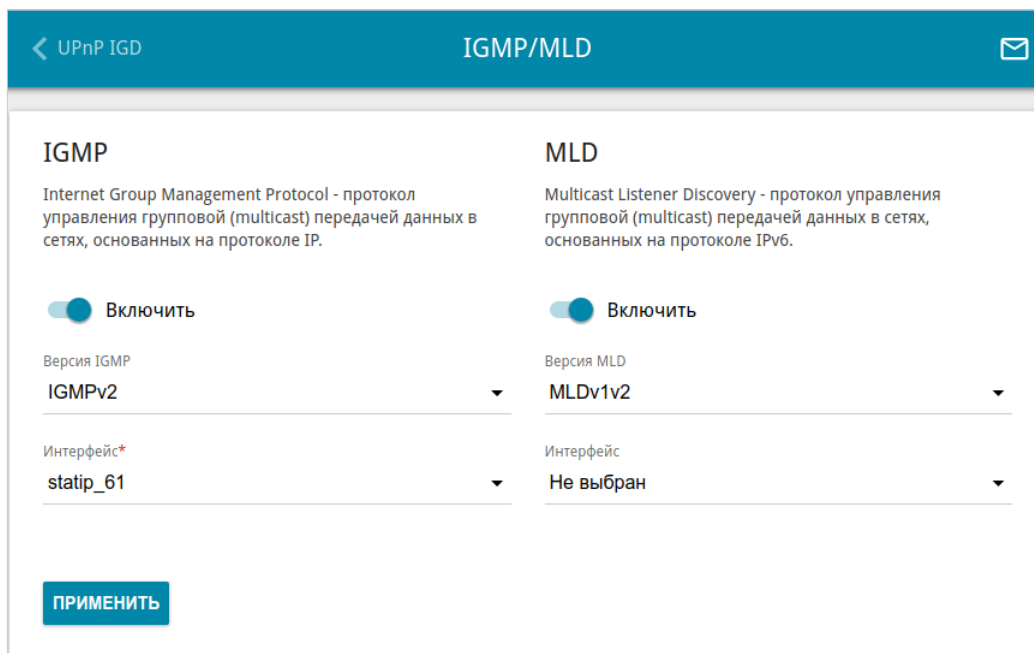 UPnP IGD
IGMP/MLD
IGMP
Internet Group Management Protocol - протокол
управления групповой (multicast) передачей данных в
сетях, основанных на протоколе IP.
Включить
Версия IGMP
IGMPv2
Интерфейс*
statip_61
MLD
Multicast Listener Discovery - протокол управления
групповой (multicast) передачей данных в сетях,
основанных на протоколе IPv6.
Включить
Версия MLD
MLDv1v2
Интерфейс
Не выбран
ПРИМЕНИТЬ